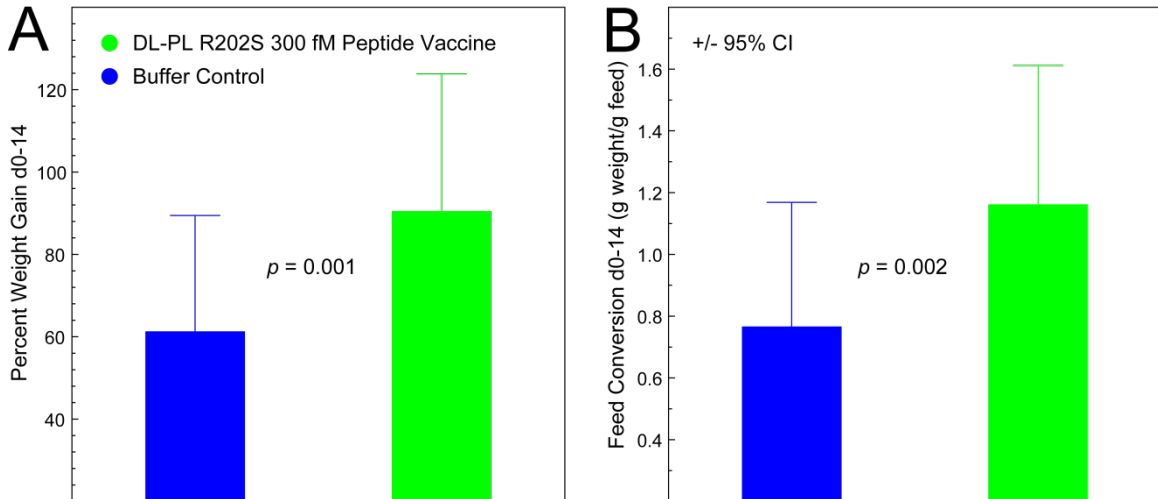 A
DL-PL R202S 300 fM Peptide Vaccine
Buffer Control
Percent Weight Gain d0-14
120
100
80
60
40
p = 0.001
B
+/- 95% CI
Feed Conversion d0-14 (g weight/g feed)
1.6
1.4
1.2
1.0
0.8
0.6
0.4
p = 0.002